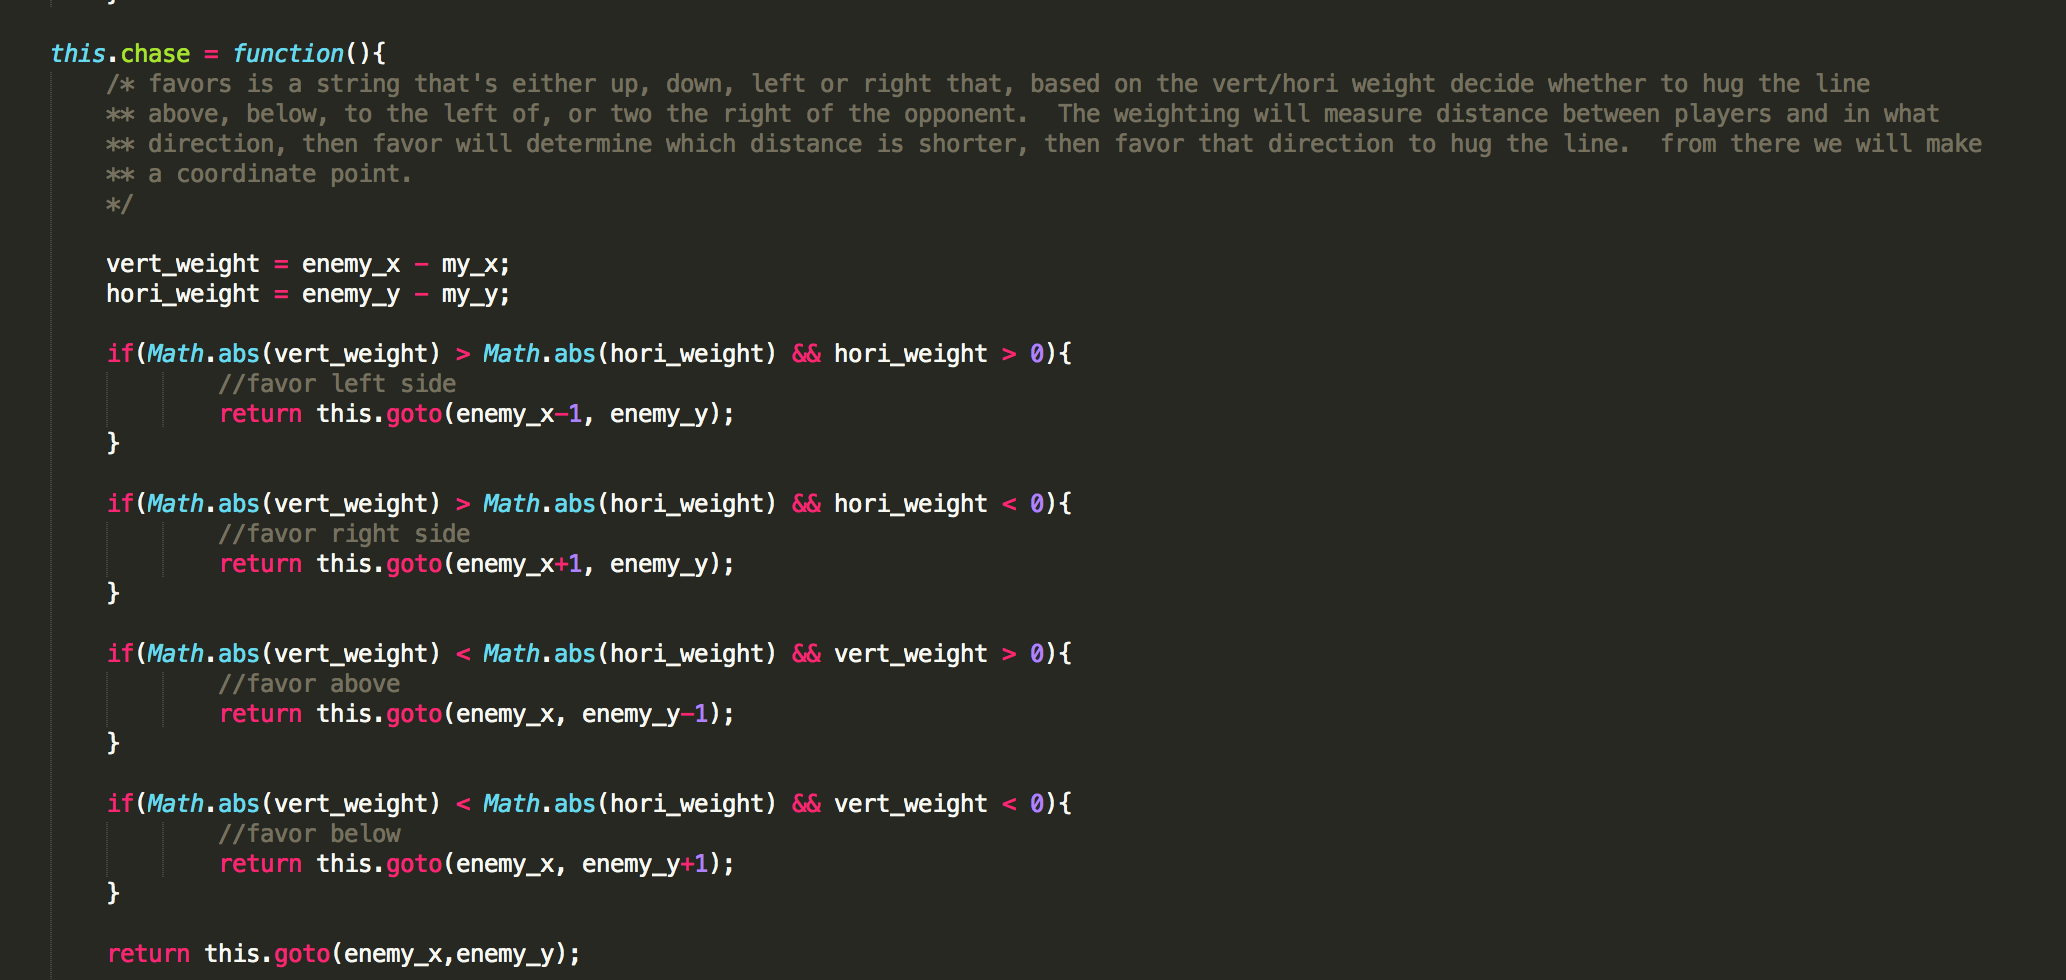 }
this.chase = function(){
/* favors is a string that's either up, down, left or right that, based on the vert/hori weight decide whether to hug the line
** above, below, to the left of, or two the right of the opponent.  The weighting will measure distance between players and in what
** direction, then favor will determine which distance is shorter, then favor that direction to hug the line.  from there we will make
** a coordinate point.
*/
vert_weight = enemy_x - my_x;
hori_weight = enemy_y - my_y;
if(Math.abs(vert_weight) > Math.abs(hori_weight) && hori_weight > 0){
//favor left side
return this.goto(enemy_x-1, enemy_y);
}
if(Math.abs(vert_weight) > Math.abs(hori_weight) && hori_weight < 0){
//favor right side
return this.goto(enemy_x+1, enemy_y);
}
if(Math.abs(vert_weight) < Math.abs(hori_weight) && vert_weight > 0){
//favor above
return this.goto(enemy_x, enemy_y-1);
}
if(Math.abs(vert_weight) < Math.abs(hori_weight) && vert_weight < 0){
//favor below
return this.goto(enemy_x, enemy_y+1);
}
return this.goto(enemy_x,enemy_y);